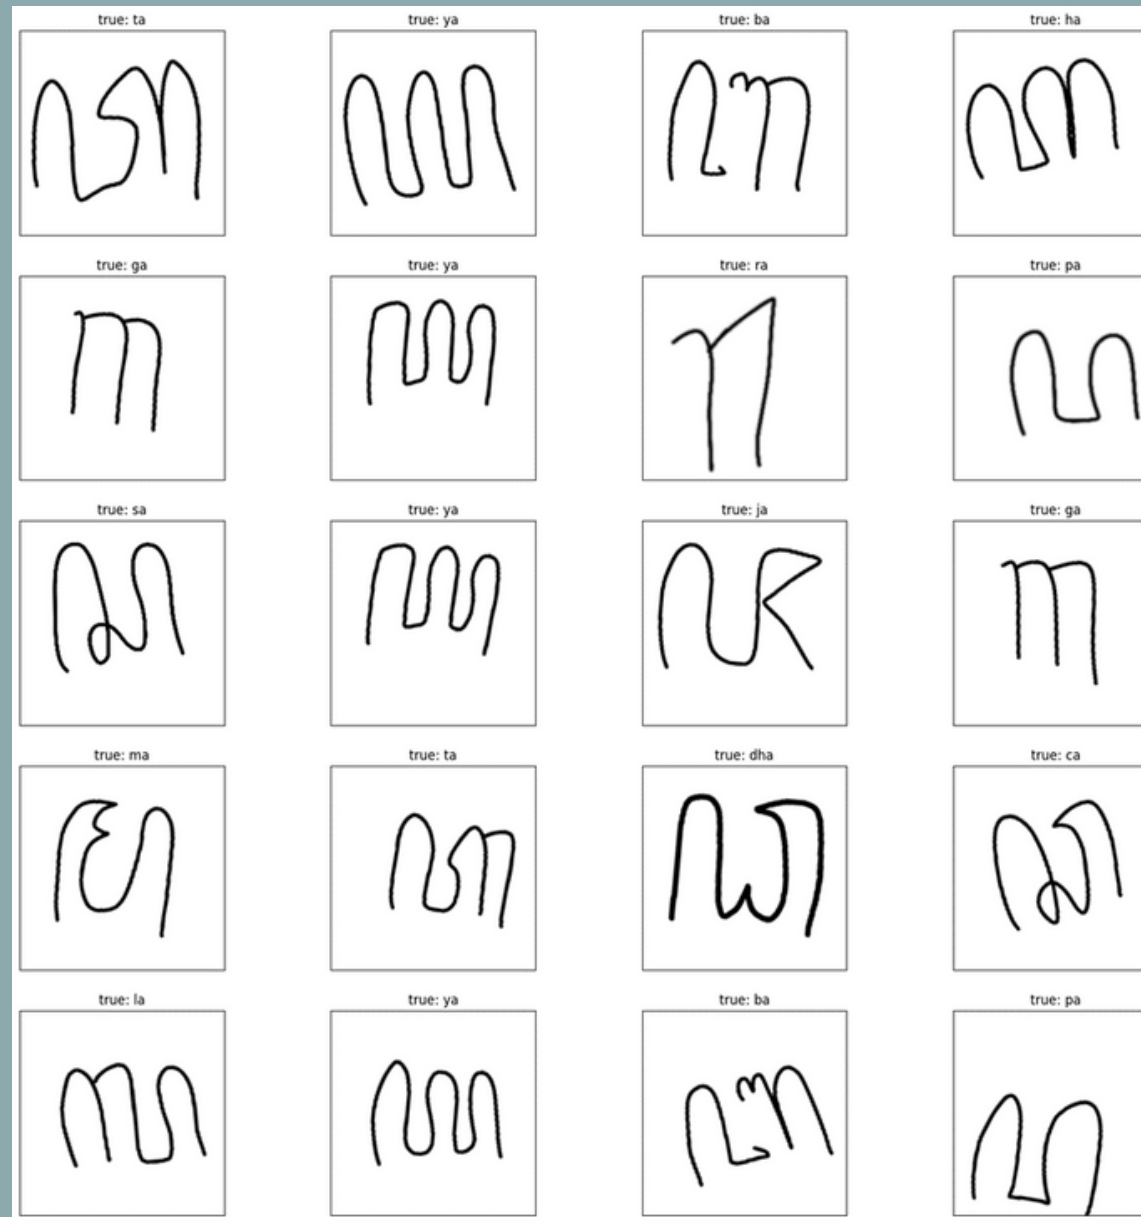 true: ta true: ya true: ba true: ha
ꦠ ꦪ ꦧ ꦲ
true: ga true: ya true: ra true: pa
ꦒ ꦪ ꦫ ꦥ
true: sa true: ya true: ja true: ga
ꦱ ꦪ ꦗ ꦒ
true: ma true: ta true: dha true: ca
ꦩ ꦠ ꦝ ꦕ
true: la true: ya true: ba true: pa
ꦭ ꦪ ꦧ ꦥ